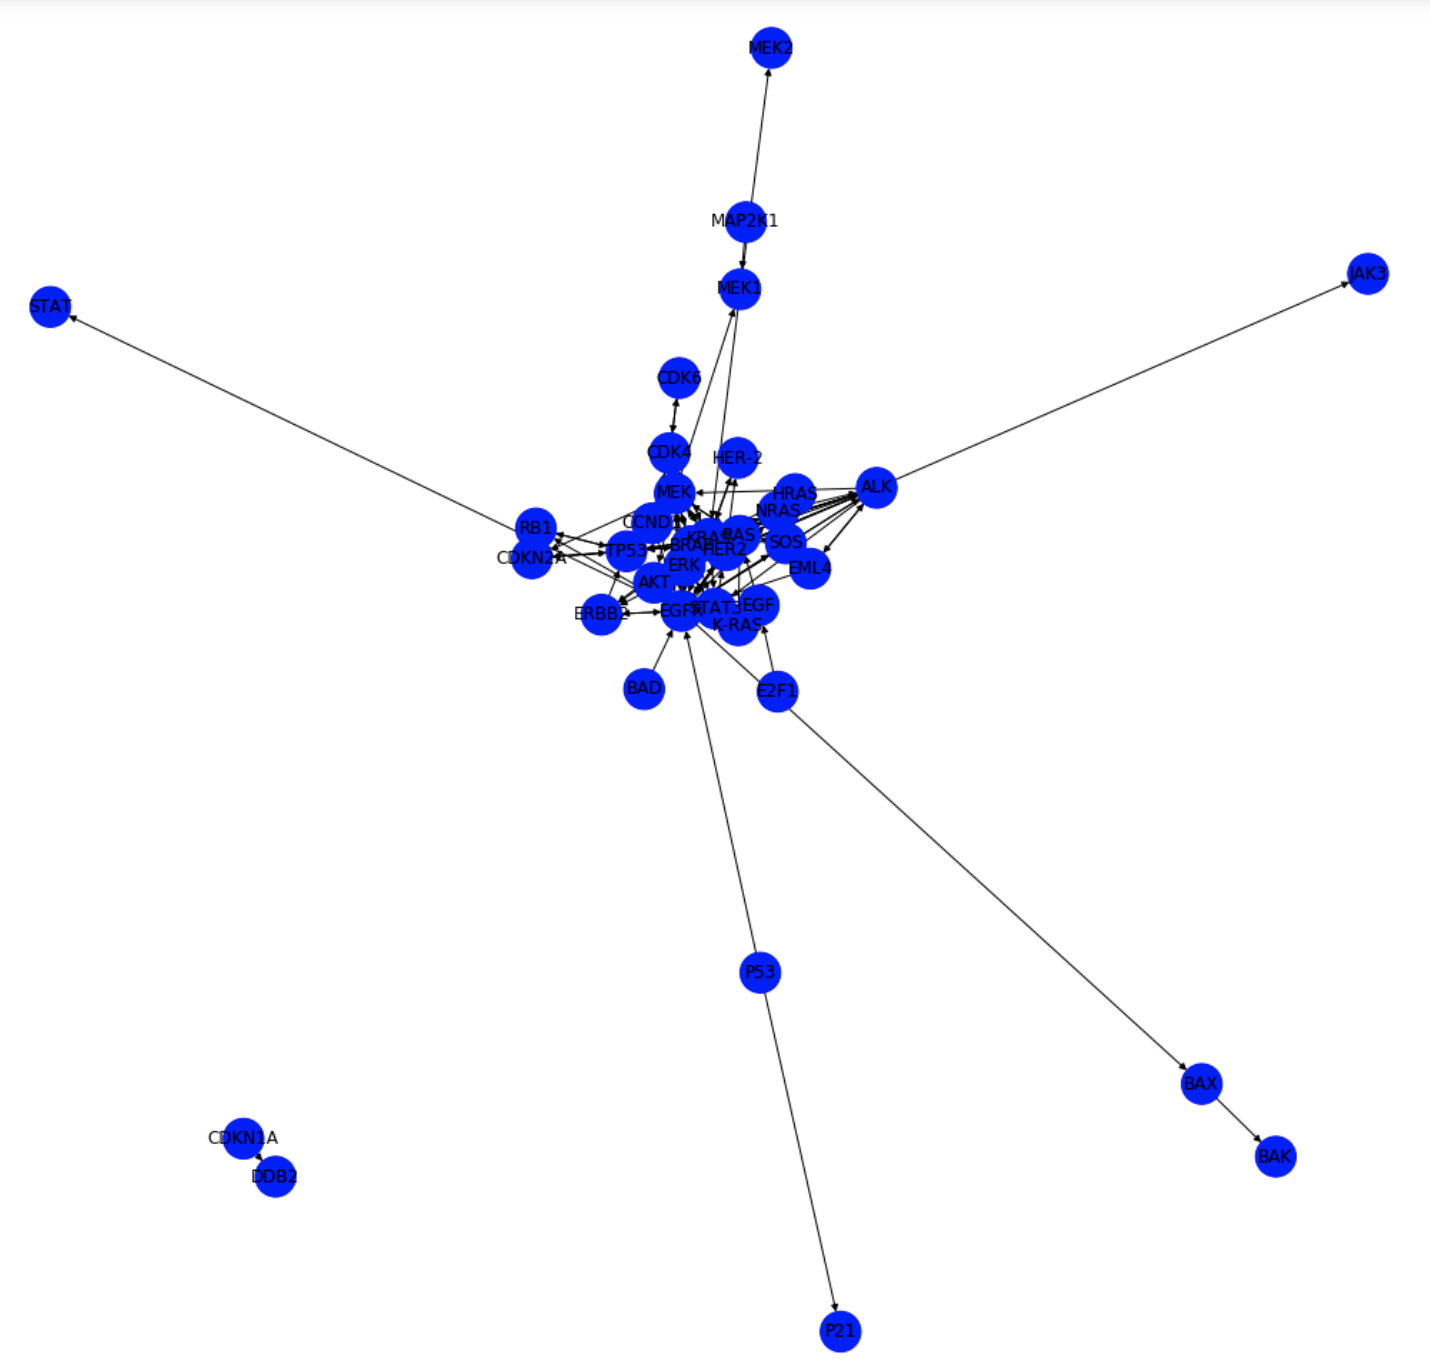 MEK2
MAP2K1
JAK3
MEK1
STAT
CDK6
CDK4
HER-2
ALK
MEK
HRAS
NRAS
CCND
RB1
KRAS
RAS
SOS
BRAF
HER2
TP53
CDKN2A
ERK
EML4
AKT
EGF
STAT3
EGFR
ERBB2
K-RAS
BAD
E2F1
P53
BAX
CDKN1A
BAK
DDB2
P21